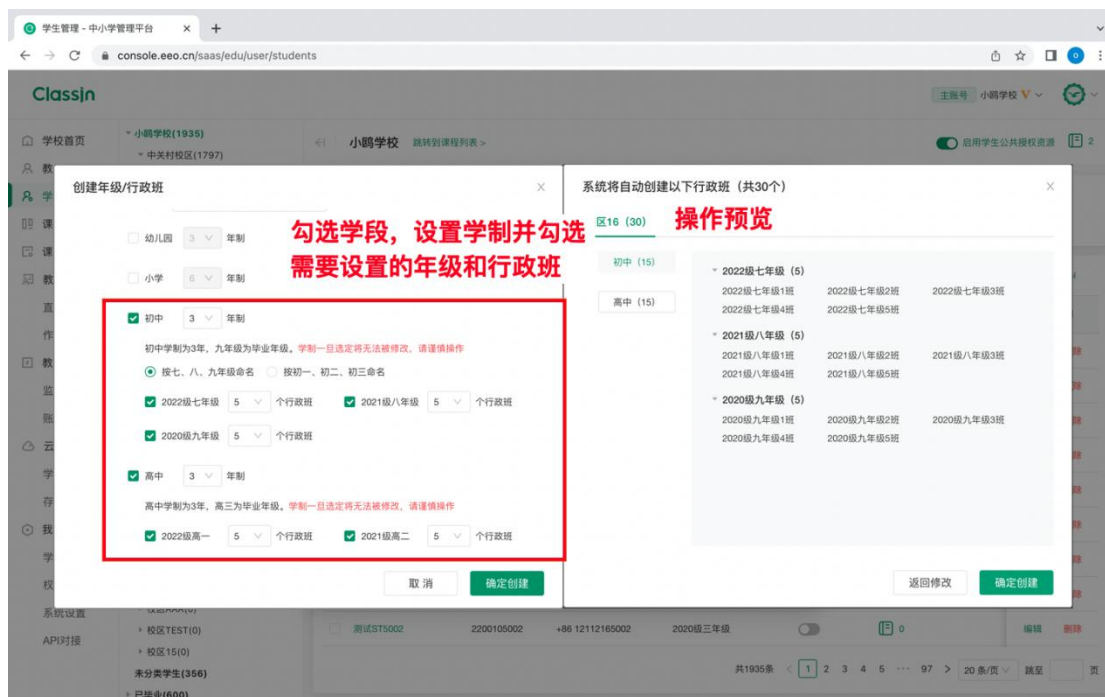 学生管理 - 中小学管理平台
console.eeo.cn/saas/edu/user/students
ClassIn
主账号 小鸥学校 V
学校首页
小鸥学校(1935)
中关村校区(1797)
小鸥学校 跳转到课程列表 >
启用学生公共授权资源 2
教
学
课
课
教
直
作
教
监
账
云
学
存
我
学
权
系统设置
API对接
创建年级/行政班
幼儿园 3 年制
小学 6 年制
勾选学段，设置学制并勾选
需要设置的年级和行政班
初中 3 年制
初中学制为3年，九年级为毕业年级。学制一旦选定将无法被修改，请谨慎操作
按七、八、九年级命名 按初一、初二、初三命名
2022级七年级 5 个行政班 2021级八年级 5 个行政班
2020级九年级 5 个行政班
高中 3 年制
高中学制为3年，高三为毕业年级。学制一旦选定将无法被修改，请谨慎操作
2022级高一 5 个行政班 2021级高二 5 个行政班
取 消 确定创建
系统将自动创建以下行政班（共30个）
区16（30）
操作预览
初中（15）
高中（15）
2022级七年级（5）
2022级七年级1班 2022级七年级2班 2022级七年级3班
2022级七年级4班 2022级七年级5班
2021级八年级（5）
2021级八年级1班 2021级八年级2班 2021级八年级3班
2021级八年级4班 2021级八年级5班
2020级九年级（5）
2020级九年级1班 2020级九年级2班 2020级九年级3班
2020级九年级4班 2020级九年级5班
返回修改 确定创建
校区TEST(0)
校区15(0)
未分类学生(356)
已毕业(600)
测试ST5002 2200105002 +86 12112165002 2020级三年级 0 编辑 删除
共1935条 < 1 2 3 4 5 ··· 97 > 20 条/页 跳至 页